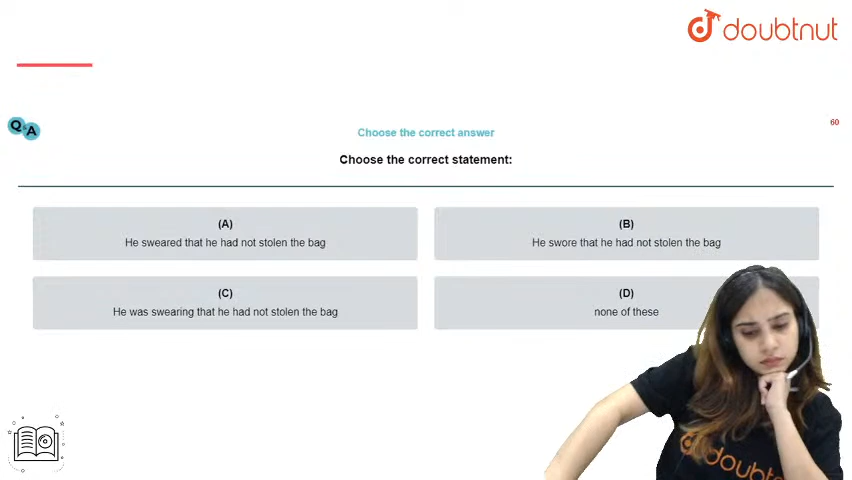 doubtnut
Q&A
60
Choose the correct answer
Choose the correct statement:
(A)
He sweared that he had not stolen the bag
(B)
He swore that he had not stolen the bag
(C)
He was swearing that he had not stolen the bag
(D)
none of these
doubtnut